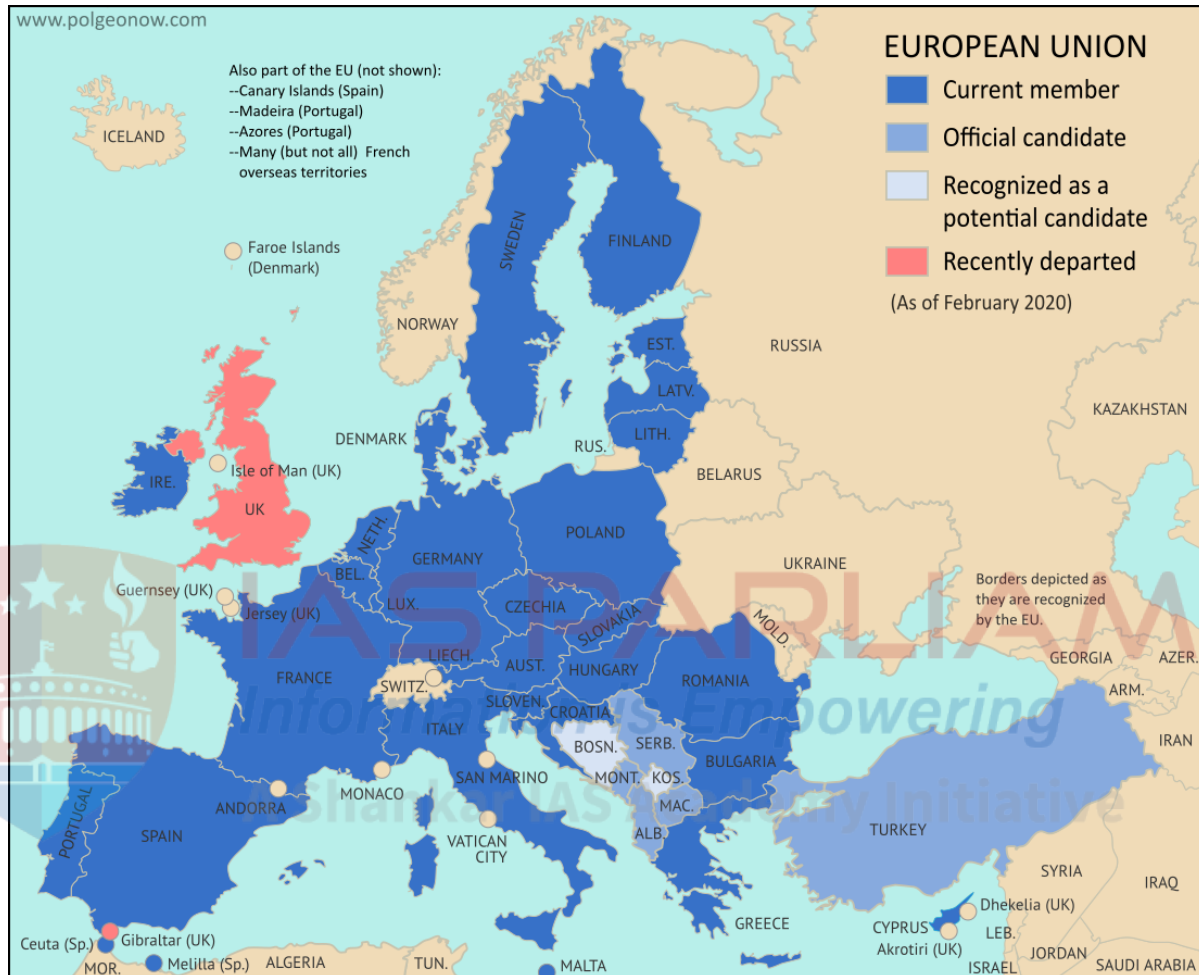 www.polgeonow.com
EUROPEAN UNION
Current member
Official candidate
Recognized as a
potential candidate
Recently departed
(As of February 2020)
Also part of the EU (not shown):
--Canary Islands (Spain)
--Madeira (Portugal)
--Azores (Portugal)
--Many (but not all) French
overseas territories
ICELAND
Faroe Islands
(Denmark)
SWEDEN
FINLAND
NORWAY
RUSSIA
EST.
LATV.
LITH.
KAZAKHSTAN
DENMARK
RUS.
BELARUS
Isle of Man (UK)
IRE.
UK
NETH.
POLAND
GERMANY
BEL.
UKRAINE
Guernsey (UK)
Jersey (UK)
LUX.
CZECHIA
SLOVAKIA
MOLD.
Borders depicted as
they are recognized
by the EU.
IAS PARLIAM
LIECH.
AUST.
HUNGARY
FRANCE
SWITZ.
ROMANIA
GEORGIA
AZER.
ARM.
SLOVEN.
CROATIA
Information is Empowering
ITALY
BOSN.
SERB.
IRAN
SAN MARINO
MONT.
KOS.
BULGARIA
MONACO
ANDORRA
MAC.
A Shankar IAS Academy Initiative
PORTUGAL
SPAIN
VATICAN
CITY
ALB.
TURKEY
SYRIA
IRAQ
GREECE
CYPRUS
Dhekelia (UK)
Akrotiri (UK)
LEB.
Ceuta (Sp.)
Gibraltar (UK)
MOR.
Melilla (Sp.)
ALGERIA
TUN.
MALTA
ISRAEL
JORDAN
SAUDI ARABIA